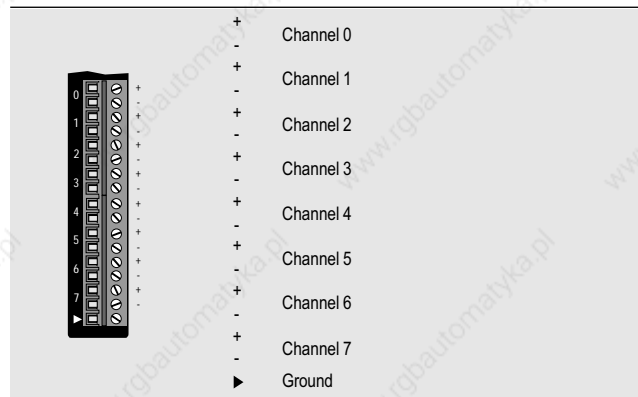 +
- Channel 0
+
- Channel 1
+
- Channel 2
+
- Channel 3
+
- Channel 4
+
- Channel 5
+
- Channel 6
+
- Channel 7
▶ Ground
0 +
-
1 +
-
2 +
-
3 +
-
4 +
-
5 +
-
6 +
-
7 +
-
▶
www.rgbautomatyka.pl